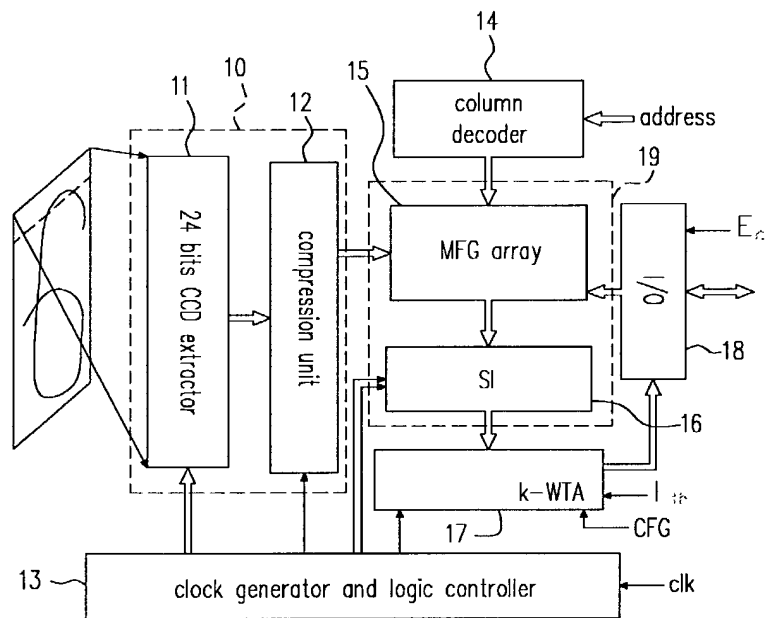 14
15
10
11
12
column
decoder
address
19
24 bits CCD extractor
compression unit
MFG array
I/0
18
SI
16
k-WTA
17
CFG
13
clock generator and logic controller
clk